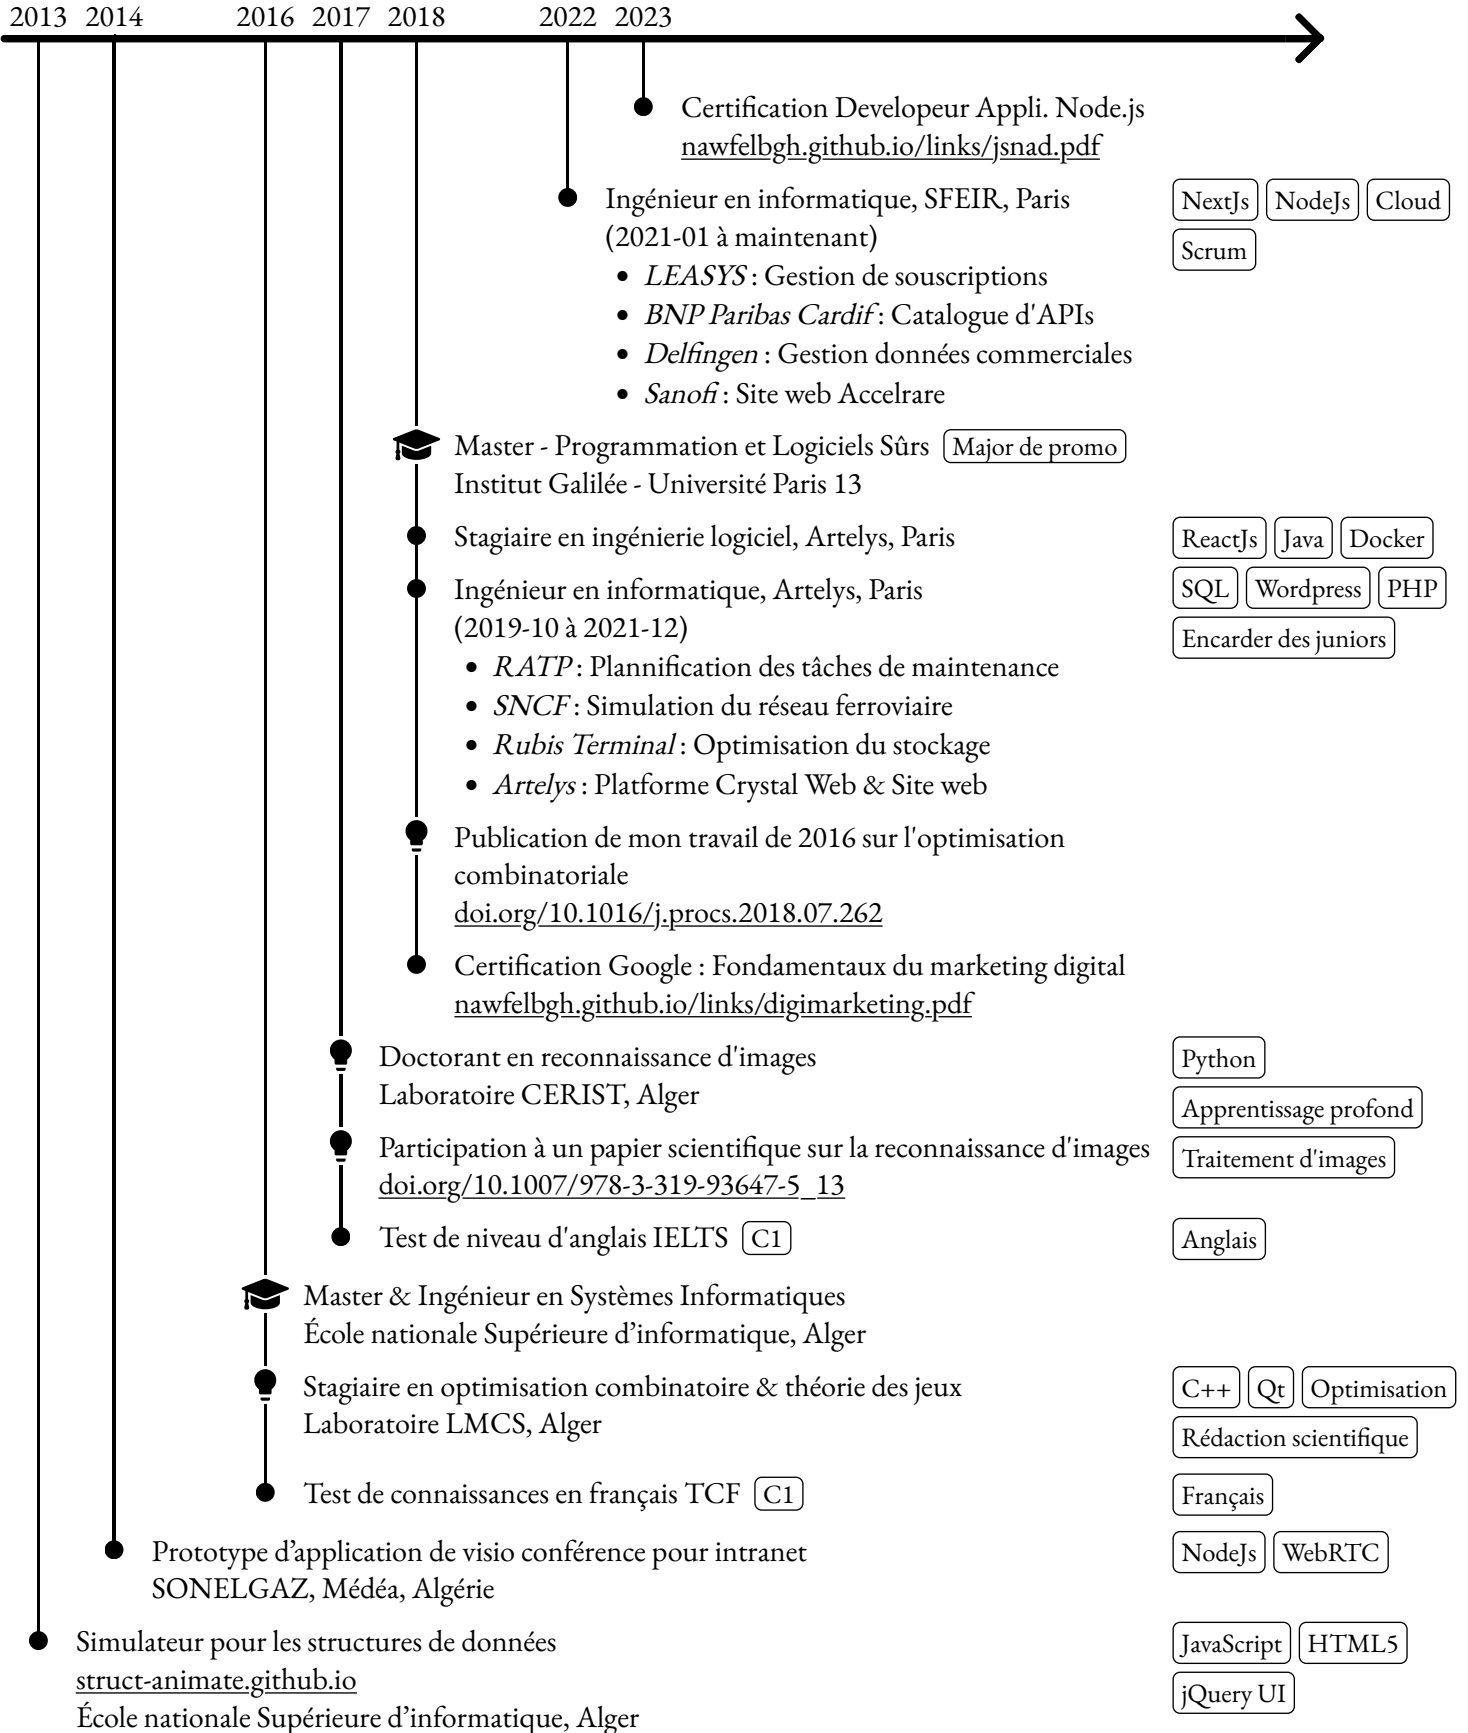 2013 2014 2016 2017 2018 2022 2023
Certification Developeur Appli. Node.js
nawfelbgh.github.io/links/jsnad.pdf
Ingénieur en informatique, SFEIR, Paris
NextJs NodeJs Cloud
(2021-01 à maintenant)
Scrum
• LEASYS : Gestion de souscriptions
• BNP Paribas Cardif : Catalogue d'APIs
• Delfingen : Gestion données commerciales
• Sanofi : Site web Accelrare
Master - Programmation et Logiciels Sûrs Major de promo
Institut Galilée - Université Paris 13
Stagiaire en ingénierie logiciel, Artelys, Paris
ReactJs Java Docker
Ingénieur en informatique, Artelys, Paris
SQL Wordpress PHP
(2019-10 à 2021-12)
Encarder des juniors
• RATP : Plannification des tâches de maintenance
• SNCF : Simulation du réseau ferroviaire
• Rubis Terminal : Optimisation du stockage
• Artelys : Platforme Crystal Web & Site web
Publication de mon travail de 2016 sur l'optimisation
combinatoriale
doi.org/10.1016/j.procs.2018.07.262
Certification Google : Fondamentaux du marketing digital
nawfelbgh.github.io/links/digimarketing.pdf
Doctorant en reconnaissance d'images
Python
Laboratoire CERIST, Alger
Apprentissage profond
Participation à un papier scientifique sur la reconnaissance d'images
Traitement d'images
doi.org/10.1007/978-3-319-93647-5_13
Test de niveau d'anglais IELTS C1
Anglais
Master & Ingénieur en Systèmes Informatiques
École nationale Supérieure d’informatique, Alger
Stagiaire en optimisation combinatoire & théorie des jeux
C++ Qt Optimisation
Laboratoire LMCS, Alger
Rédaction scientifique
Test de connaissances en français TCF C1
Français
Prototype d’application de visio conférence pour intranet
NodeJs WebRTC
SONELGAZ, Médéa, Algérie
Simulateur pour les structures de données
JavaScript HTML5
struct-animate.github.io
jQuery UI
École nationale Supérieure d’informatique, Alger